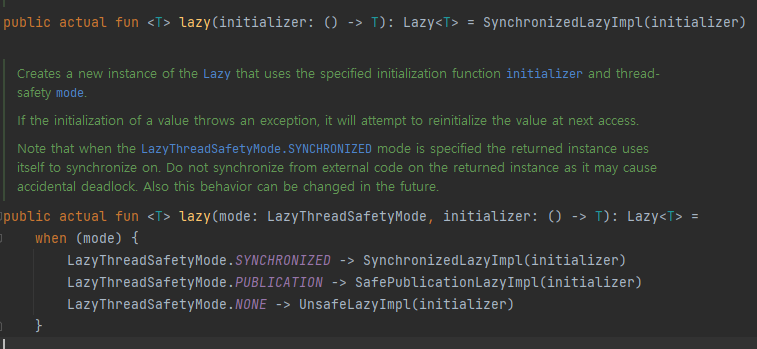 public actual fun <T> lazy(initializer: () -> T): Lazy<T> = SynchronizedLazyImpl(initializer)
Creates a new instance of the Lazy that uses the specified initialization function initializer and thread-
safety mode.
If the initialization of a value throws an exception, it will attempt to reinitialize the value at next access.
Note that when the LazyThreadSafetyMode.SYNCHRONIZED mode is specified the returned instance uses
itself to synchronize on. Do not synchronize from external code on the returned instance as it may cause
accidental deadlock. Also this behavior can be changed in the future.
public actual fun <T> lazy(mode: LazyThreadSafetyMode, initializer: () -> T): Lazy<T> =
    when (mode) {
        LazyThreadSafetyMode.SYNCHRONIZED -> SynchronizedLazyImpl(initializer)
        LazyThreadSafetyMode.PUBLICATION -> SafePublicationLazyImpl(initializer)
        LazyThreadSafetyMode.NONE -> UnsafeLazyImpl(initializer)
    }